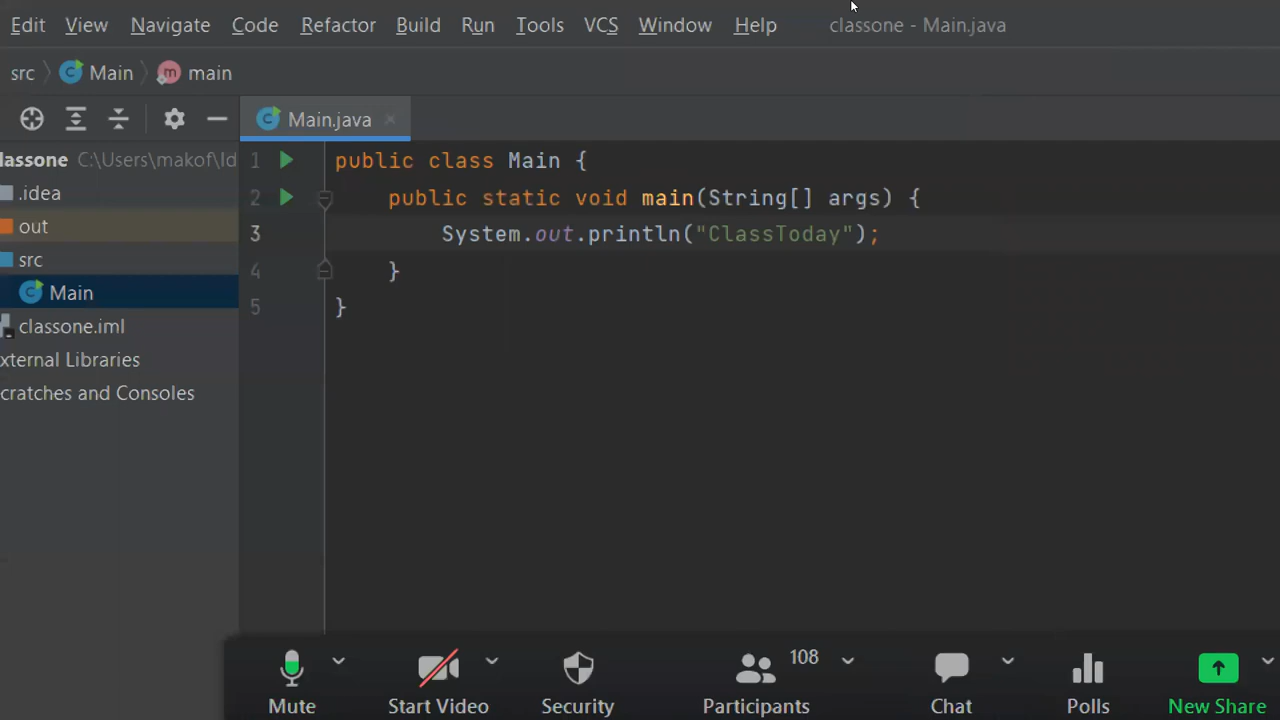 Edit View Navigate Code Refactor Build Run Tools VCS Window Help classone - Main.java
src Main main
Main.java
lassone C:\Users\makof\Id
.idea
out
src
Main
classone.iml
xternal Libraries
cratches and Consoles
1 public class Main {
2 public static void main(String[] args) {
3 System.out.println("ClassToday");
4 }
5 }
108
Mute Start Video Security Participants Chat Polls New Share